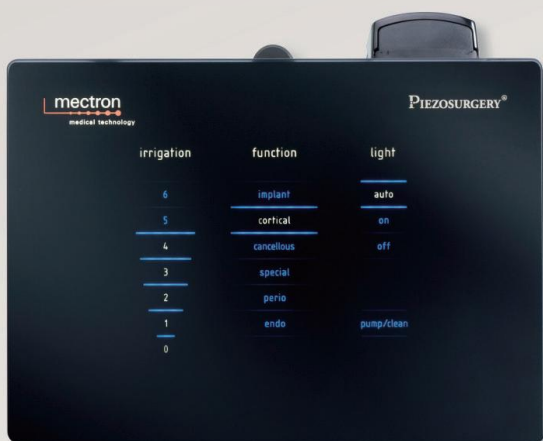 mectron
medical technology
PIEZOSURGERY®
irrigation function light
6 implant auto
5 cortical on
4 cancellous off
3 special
2 perio
1 endo pump/clean
0